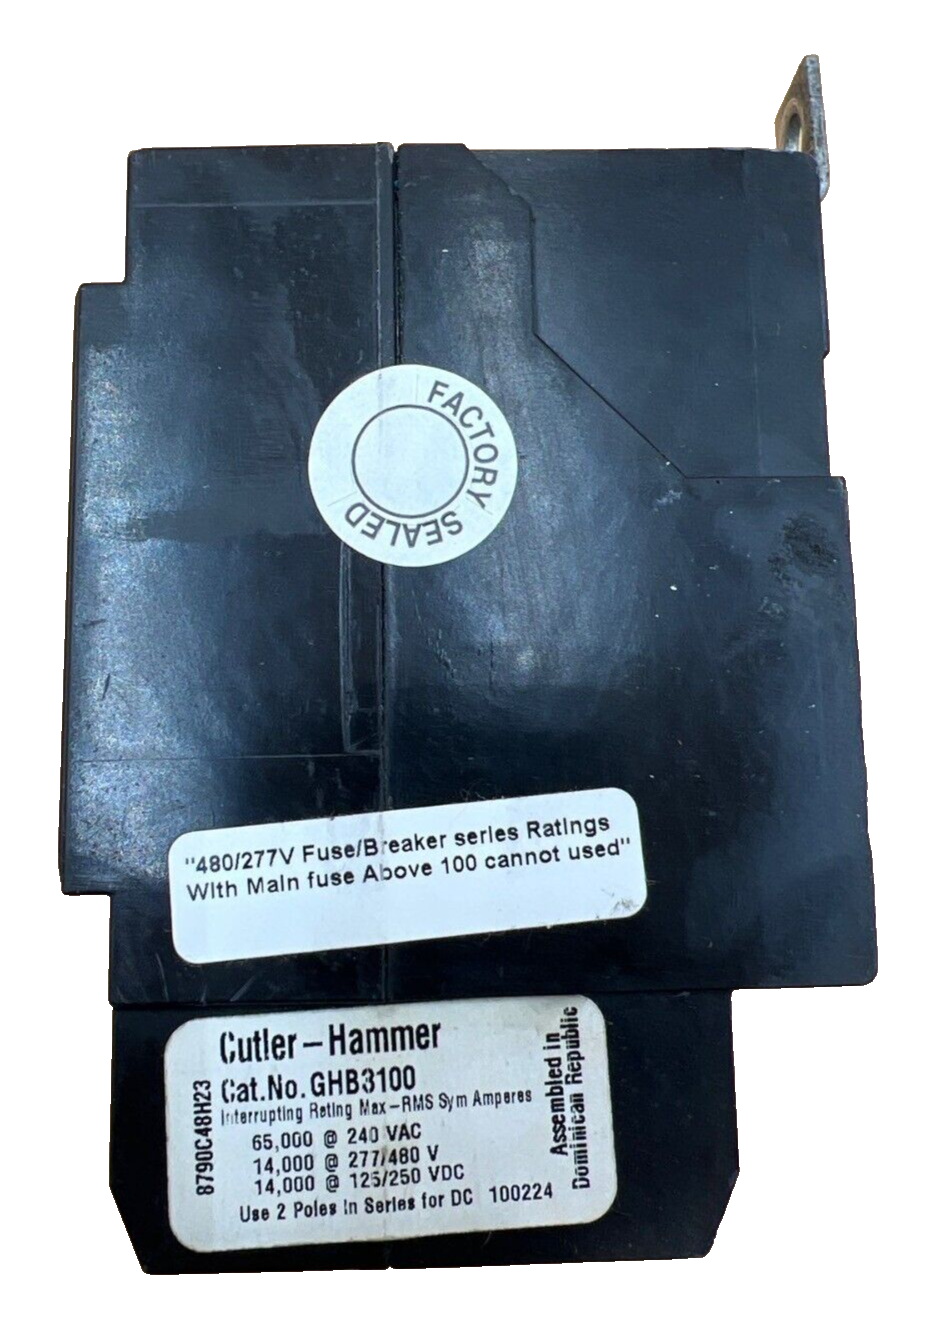 FACTORY SEALED
"480/277V Fuse/Breaker series Ratings
With Main fuse Above 100 cannot used"
8790C48H23
Cutler-Hammer
Cat.No. GHB3100
Interrupting Rating Max-RMS Sym Amperes
65,000 @ 240 VAC
14,000 @ 277/480 V
14,000 @ 125/250 VDC
Use 2 Poles in Series for DC 100224
Assembled in
Dominican Republic